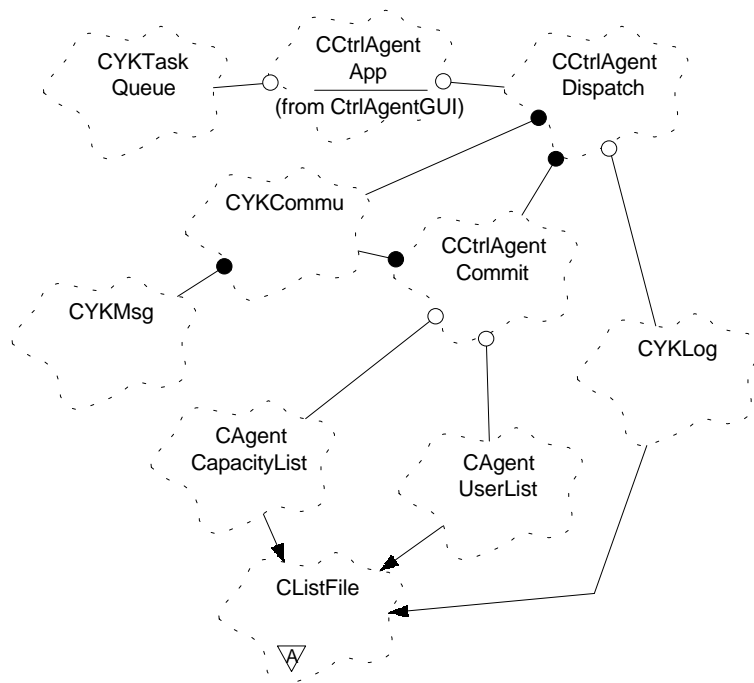 CYKTask
Queue
CCtrlAgent
App
(from CtrlAgentGUI)
CCtrlAgent
Dispatch
CYKCommu
CCtrlAgent
Commit
CYKMsg
CYKLog
CAgent
CapacityList
CAgent
UserList
CListFile
A